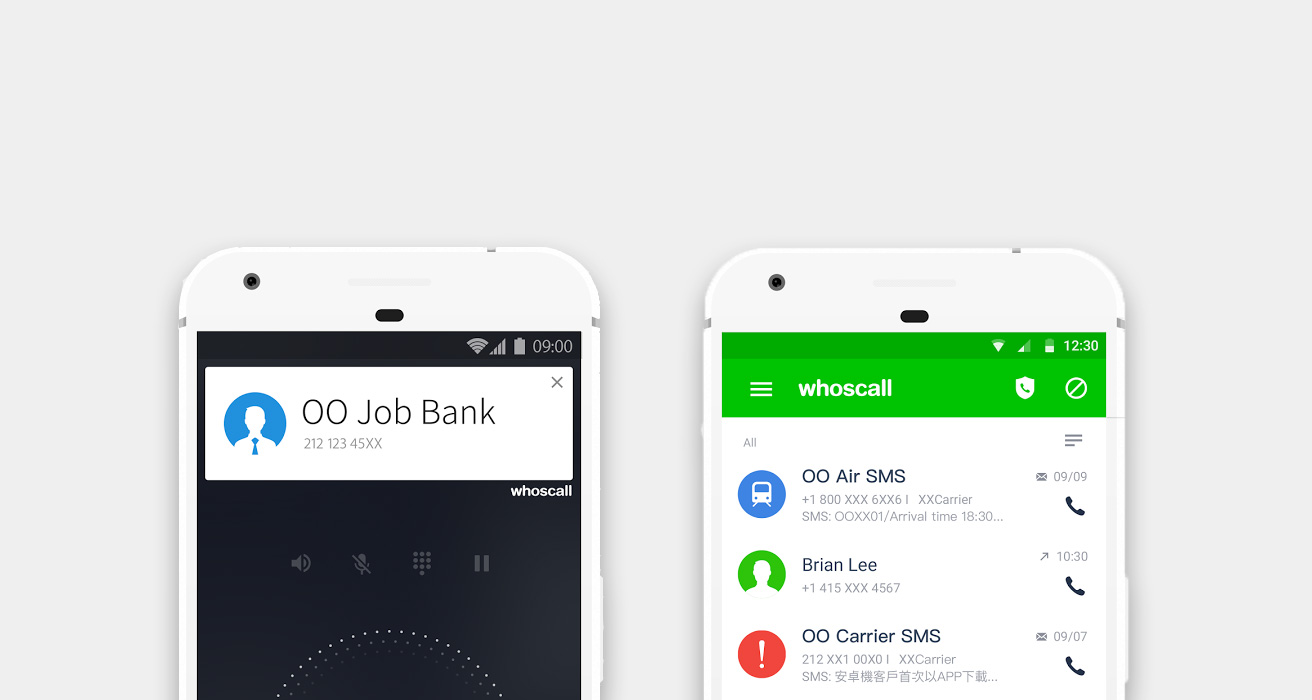 09:00
OO Job Bank
212 123 45XX
whoscall
12:30
whoscall
All
OO Air SMS
09/09
+1 800 XXX 6XX6 I XXCarrier
SMS: OOXX01/Arrival time 18:30...
Brian Lee
10:30
+1 415 XXX 4567
OO Carrier SMS
09/07
212 XX1 00X0 I XXCarrier
SMS: 安卓機客戶首次以APP下載...